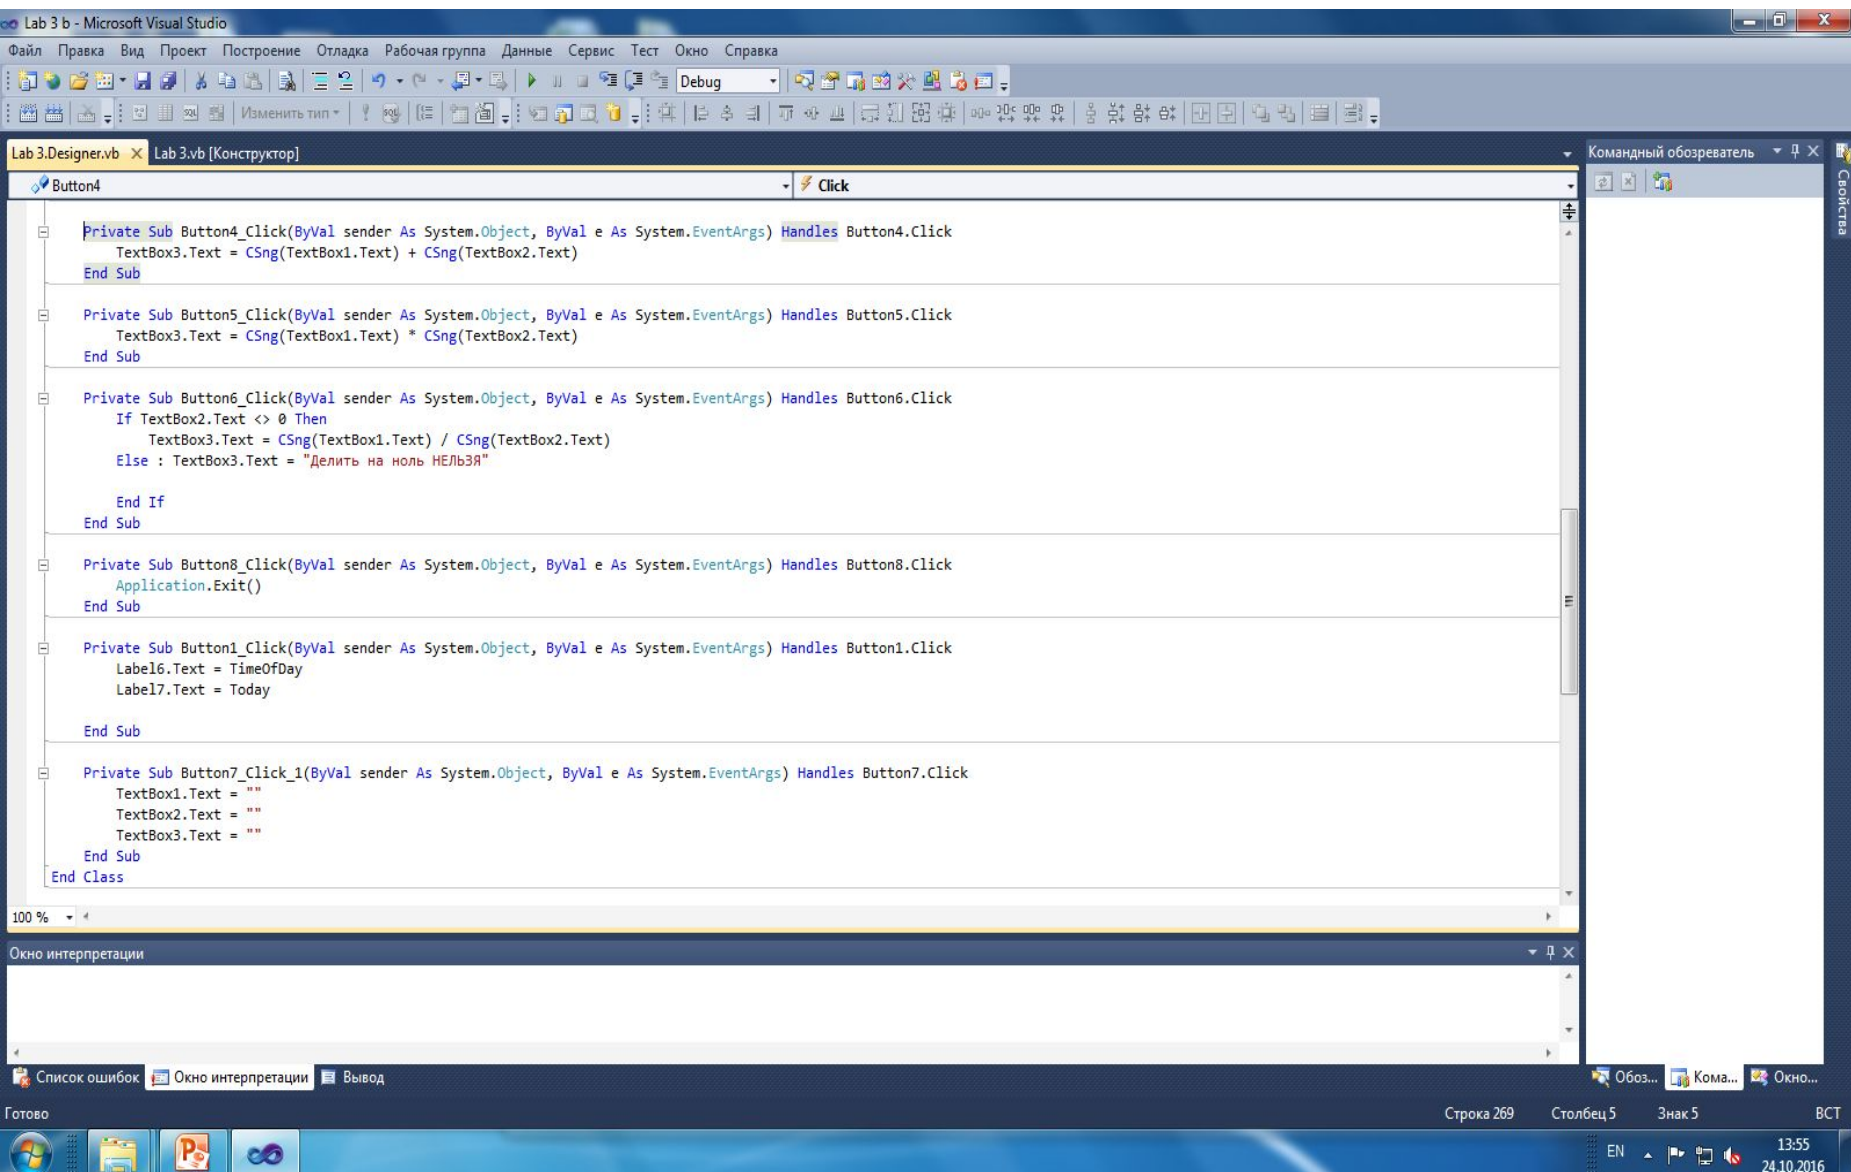 Lab 3 b - Microsoft Visual Studio
Файл Правка Вид Проект Построение Отладка Рабочая группа Данные Сервис Тест Окно Справка
Debug
Изменить тип
Lab 3.Designer.vb Lab 3.vb [Конструктор]
Командный обозреватель
Свойства
Button4 Click
Private Sub Button4_Click(ByVal sender As System.Object, ByVal e As System.EventArgs) Handles Button4.Click
TextBox3.Text = CSng(TextBox1.Text) + CSng(TextBox2.Text)
End Sub
Private Sub Button5_Click(ByVal sender As System.Object, ByVal e As System.EventArgs) Handles Button5.Click
TextBox3.Text = CSng(TextBox1.Text) * CSng(TextBox2.Text)
End Sub
Private Sub Button6_Click(ByVal sender As System.Object, ByVal e As System.EventArgs) Handles Button6.Click
If TextBox2.Text <> 0 Then
TextBox3.Text = CSng(TextBox1.Text) / CSng(TextBox2.Text)
Else : TextBox3.Text = "Делить на ноль НЕЛЬЗЯ"
End If
End Sub
Private Sub Button8_Click(ByVal sender As System.Object, ByVal e As System.EventArgs) Handles Button8.Click
Application.Exit()
End Sub
Private Sub Button1_Click(ByVal sender As System.Object, ByVal e As System.EventArgs) Handles Button1.Click
Label6.Text = TimeOfDay
Label7.Text = Today
End Sub
Private Sub Button7_Click_1(ByVal sender As System.Object, ByVal e As System.EventArgs) Handles Button7.Click
TextBox1.Text = ""
TextBox2.Text = ""
TextBox3.Text = ""
End Sub
End Class
100 %
Окно интерпретации
Список ошибок Окно интерпретации Вывод
Обоз... Кома... Окно...
Готово Строка 269 Столбец 5 Знак 5 ВСТ
EN 13:55
24.10.2016